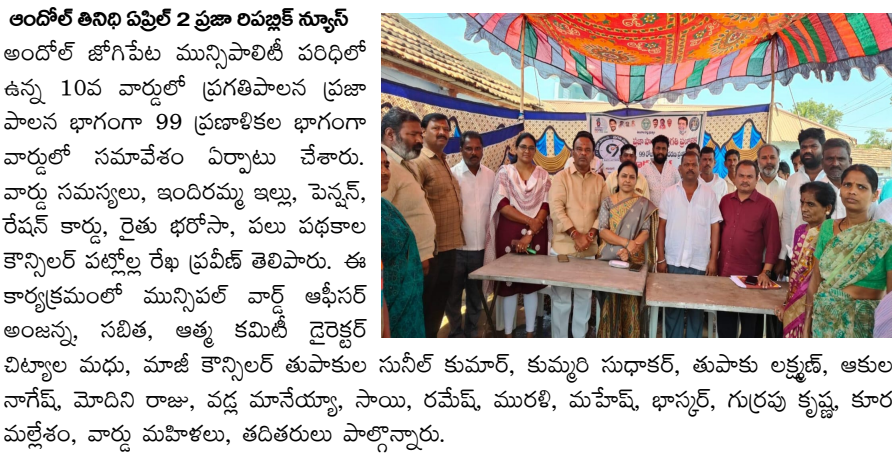 ఆందోల్ తినిధి ఏప్రిల్ 2 ప్రజా రిపబ్లిక్ న్యూస్
అందోల్ జోగిపేట మున్సిపాలిటీ పరిధిలో
ఉన్న 10వ వార్డులో ప్రగతిపాలన ప్రజా
పాలన భాగంగా 99 ప్రణాళికల భాగంగా
వార్డులో సమావేశం ఏర్పాటు చేశారు.
వార్డు సమస్యలు, ఇందిరమ్మ ఇల్లు, పెన్షన్,
రేషన్ కార్డు, రైతు భరోసా, పలు పథకాల
కౌన్సిలర్ పట్లోల్ల రేఖ ప్రవీణ్ తెలిపారు. ఈ
కార్యక్రమంలో మున్సిపల్ వార్డ్ ఆఫీసర్
అంజన్న, సబిత, ఆత్మ కమిటీ డైరెక్టర్
చిట్యాల మధు, మాజీ కౌన్సిలర్ తుపాకుల సునీల్ కుమార్, కుమ్మరి సుధాకర్, తుపాకు లక్ష్మణ్, ఆకుల
నాగేష్, మోదిని రాజు, వడ్ల మానేయ్యా, సాయి, రమేష్, మురళి, మహేష్, భాస్కర్, గుర్రపు కృష్ణ, కూర
మల్లేశం, వార్డు మహిళలు, తదితరులు పాల్గొన్నారు.